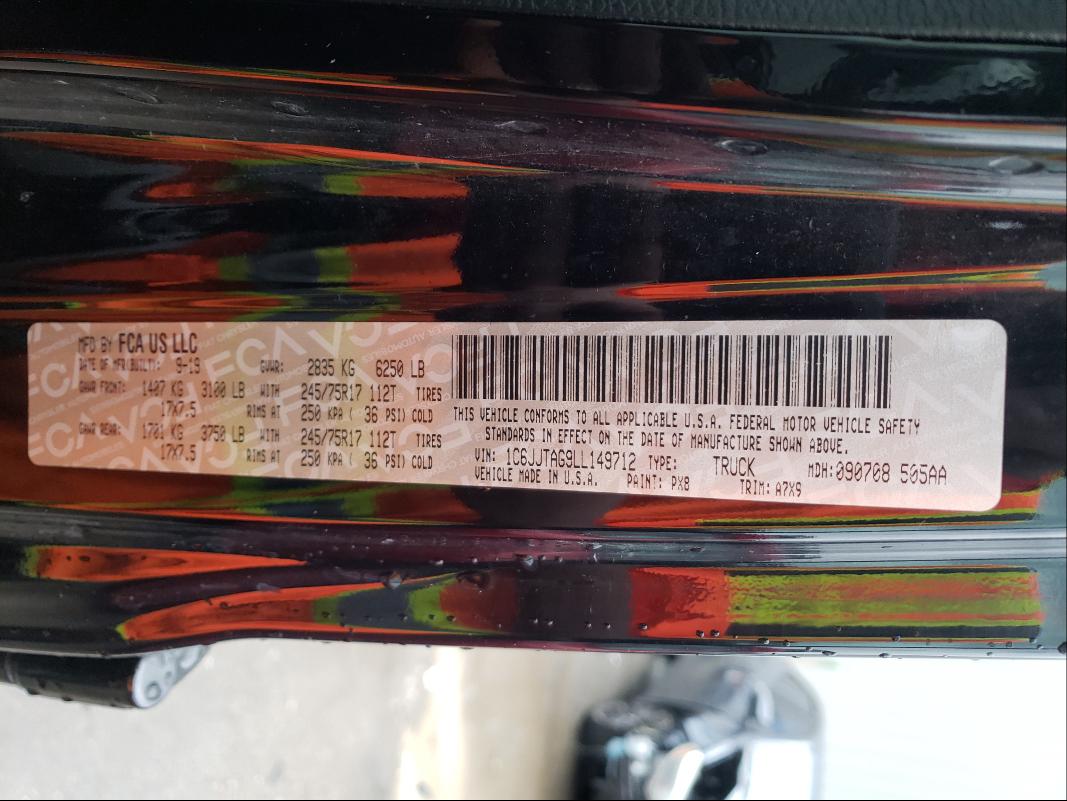 MFD BY FCA US LLC
DATE OF MFR(BUILT): 9-19 GVWR: 2835 KG 6250 LB
GAWR FRONT: 1407 KG 3100 LB WITH 245/75R17 112T TIRES
17X7.5 RIMS AT 250 KPA ( 36 PSI) COLD
GAWR REAR: 1701 KG 3750 LB WITH 245/75R17 112T TIRES
17X7.5 RIMS AT 250 KPA ( 36 PSI) COLD
THIS VEHICLE CONFORMS TO ALL APPLICABLE U.S.A. FEDERAL MOTOR VEHICLE SAFETY
STANDARDS IN EFFECT ON THE DATE OF MANUFACTURE SHOWN ABOVE.
VIN: 1C6JJTAG9LL149712 TYPE: TRUCK MDH: 090708 505AA
VEHICLE MADE IN U.S.A. PAINT: PX8 TRIM: A7X9